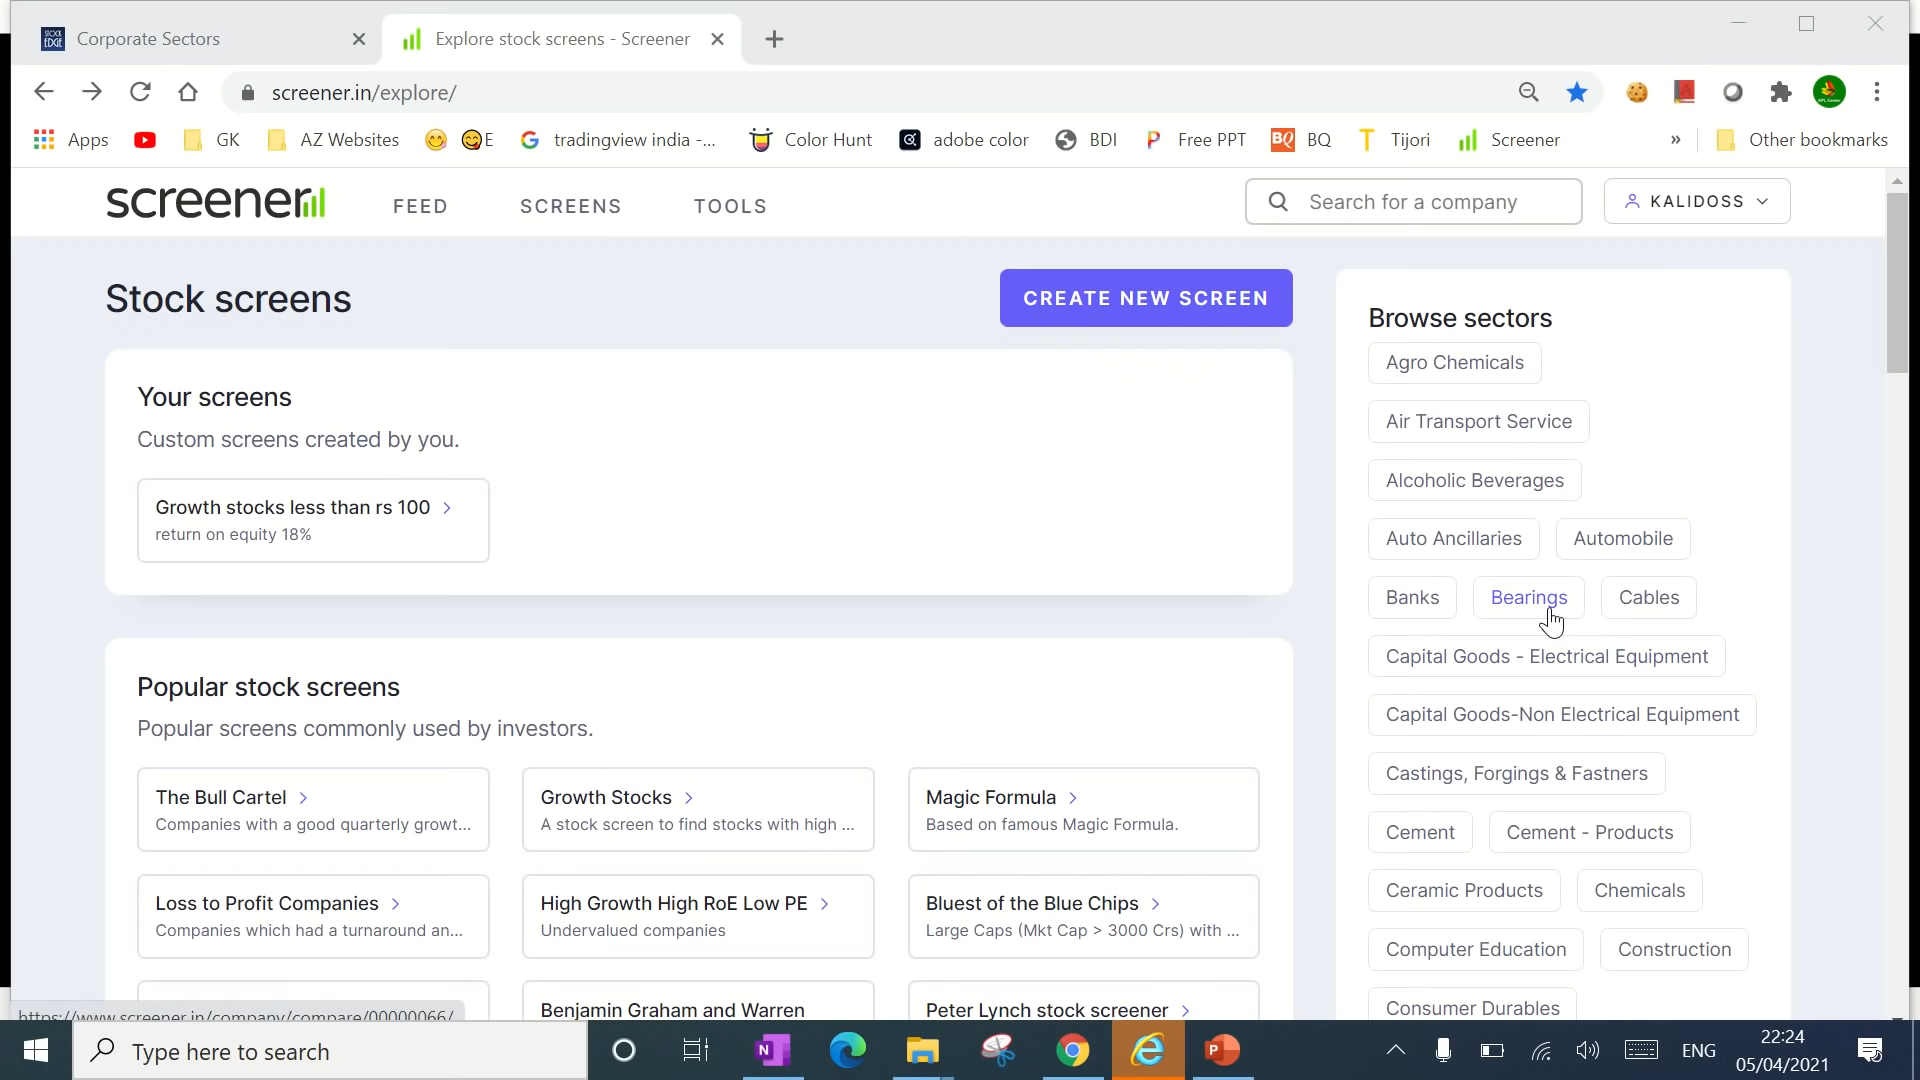 STOCK EDGE
Corporate Sectors
Explore stock screens - Screener
screener.in/explore/
Apps
GK
AZ Websites
E
tradingview india -...
Color Hunt
adobe color
BDI
Free PPT
BQ
BQ
Tijori
Screener
»
Other bookmarks
screener
FEED
SCREENS
TOOLS
Search for a company
KALIDOSS
Stock screens
CREATE NEW SCREEN
Your screens
Custom screens created by you.
Growth stocks less than rs 100
return on equity 18%
Popular stock screens
Popular screens commonly used by investors.
The Bull Cartel
Companies with a good quarterly growt...
Growth Stocks
A stock screen to find stocks with high ...
Magic Formula
Based on famous Magic Formula.
Loss to Profit Companies
Companies which had a turnaround an...
High Growth High RoE Low PE
Undervalued companies
Bluest of the Blue Chips
Large Caps (Mkt Cap > 3000 Crs) with ...
Benjamin Graham and Warren
Peter Lynch stock screener
Browse sectors
Agro Chemicals
Air Transport Service
Alcoholic Beverages
Auto Ancillaries
Automobile
Banks
Bearings
Cables
Capital Goods - Electrical Equipment
Capital Goods-Non Electrical Equipment
Castings, Forgings & Fastners
Cement
Cement - Products
Ceramic Products
Chemicals
Computer Education
Construction
Consumer Durables
https://www.screener.in/company/compare/00000066/
Type here to search
ENG
22:24
05/04/2021